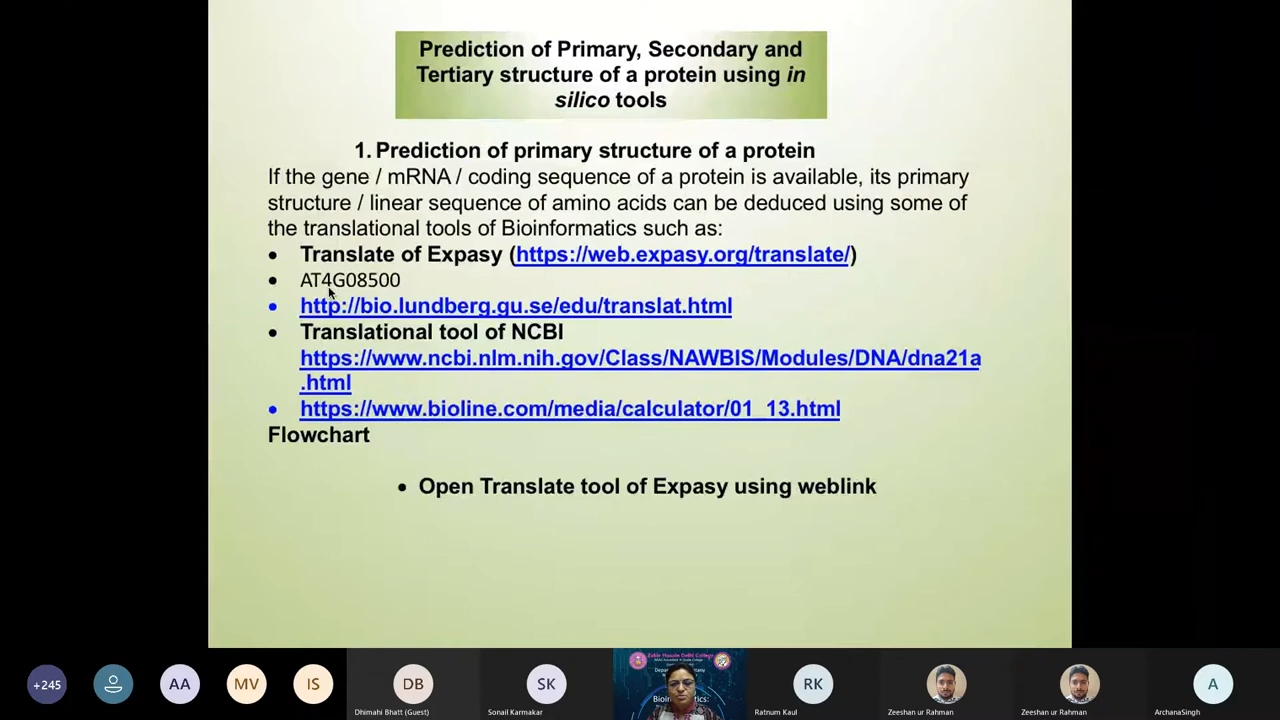 Prediction of Primary, Secondary and
Tertiary structure of a protein using in
silico tools
1. Prediction of primary structure of a protein
If the gene / mRNA / coding sequence of a protein is available, its primary
structure / linear sequence of amino acids can be deduced using some of
the translational tools of Bioinformatics such as:
• Translate of Expasy (https://web.expasy.org/translate/)
• AT4G08500
• http://bio.lundberg.gu.se/edu/translat.html
• Translational tool of NCBI
https://www.ncbi.nlm.nih.gov/Class/NAWBIS/Modules/DNA/dna21a
.html
• https://www.bioline.com/media/calculator/01_13.html
Flowchart
• Open Translate tool of Expasy using weblink
+245
AA
MV
IS
DB
Dhimahi Bhatt (Guest)
SK
Sonail Karmakar
Zakir Husain Delhi College
RK
Ratnum Kaul
Zeeshan ur Rahman
Zeeshan ur Rahman
A
ArchanaSingh